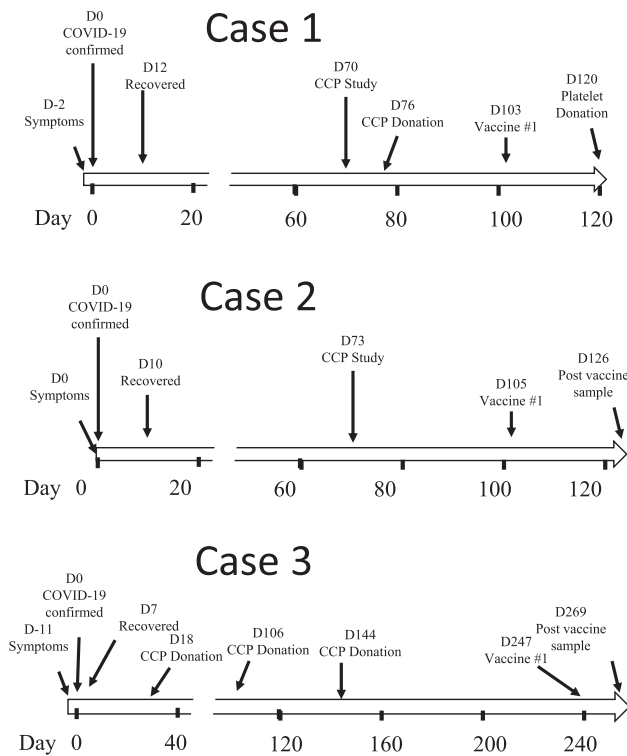 Case 1
D0
COVID-19
confirmed
D-2
Symptoms
D12
Recovered
D70
CCP Study
D76
CCP Donation
D103
Vaccine #1
D120
Platelet
Donation
Day 0 20 60 80 100 120
Case 2
D0
COVID-19
confirmed
D0
Symptoms
D10
Recovered
D73
CCP Study
D105
Vaccine #1
D126
Post vaccine
sample
Day 0 20 60 80 100 120
Case 3
D0
COVID-19
confirmed
D-11
Symptoms
D7
Recovered
D18
CCP Donation
D106
CCP Donation
D144
CCP Donation
D247
Vaccine #1
D269
Post vaccine
sample
Day 0 40 120 160 200 240